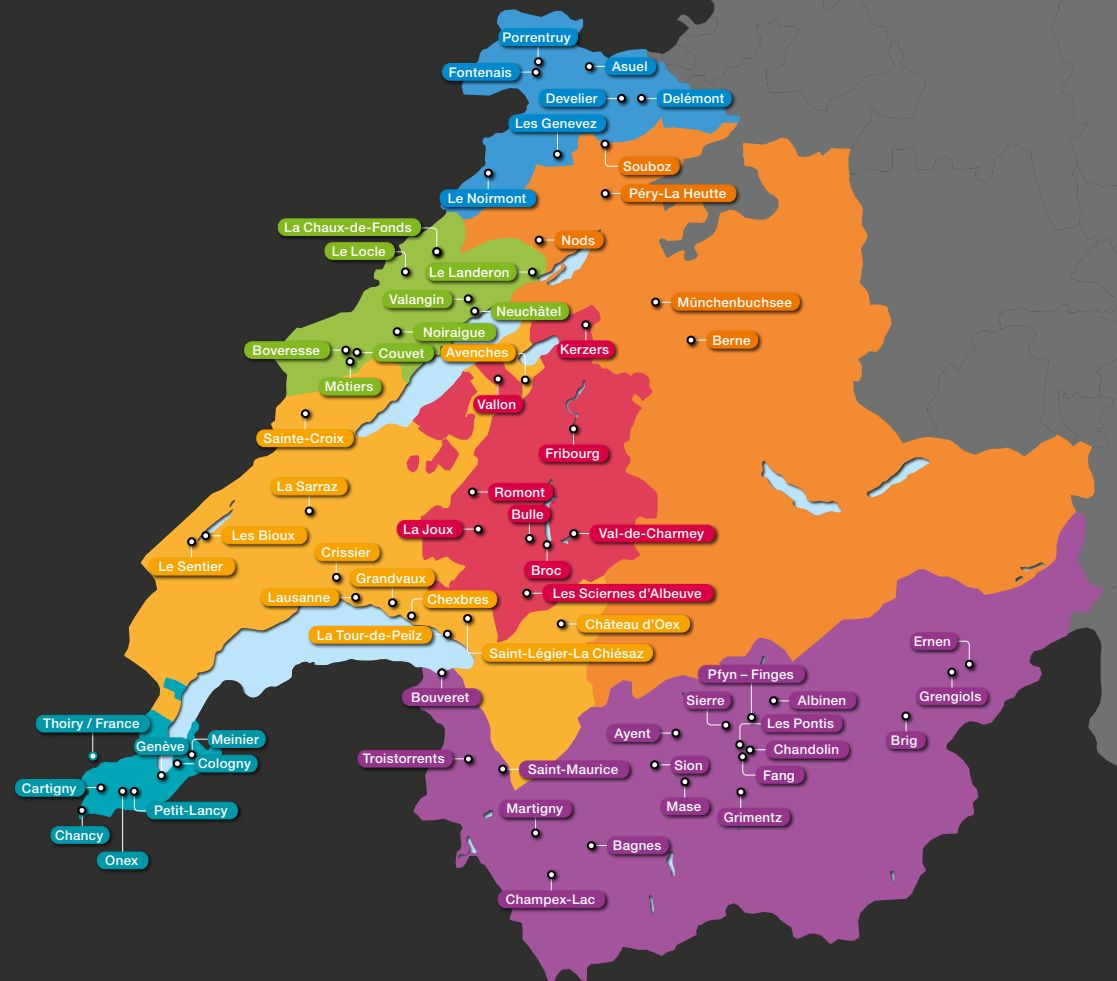 Porrentruy
Fontenais
Asuel
Develier
Delémont
Les Genevez
Souboz
Le Noirmont
Péry-La Heutte
La Chaux-de-Fonds
Nods
Le Locle
Le Landeron
Valangin
Münchenbuchsee
Neuchâtel
Noiraigue
Berne
Boveresse
Couvet
Avenches
Kerzers
Môtiers
Vallon
Sainte-Croix
Fribourg
La Sarraz
Romont
Bulle
La Joux
Val-de-Charmey
Les Bioux
Crissier
Le Sentier
Broc
Grandvaux
Lausanne
Chexbres
Les Sciernes d'Albeuve
Château d'Oex
La Tour-de-Peilz
Saint-Légier-La Chiésaz
Ernen
Pfyn – Finges
Bouveret
Sierre
Albinen
Grengiols
Thoiry / France
Les Pontis
Ayent
Genève
Meinier
Brig
Chandolin
Troistorrents
Cologny
Saint-Maurice
Sion
Fang
Cartigny
Mase
Petit-Lancy
Martigny
Grimentz
Chancy
Bagnes
Onex
Champex-Lac